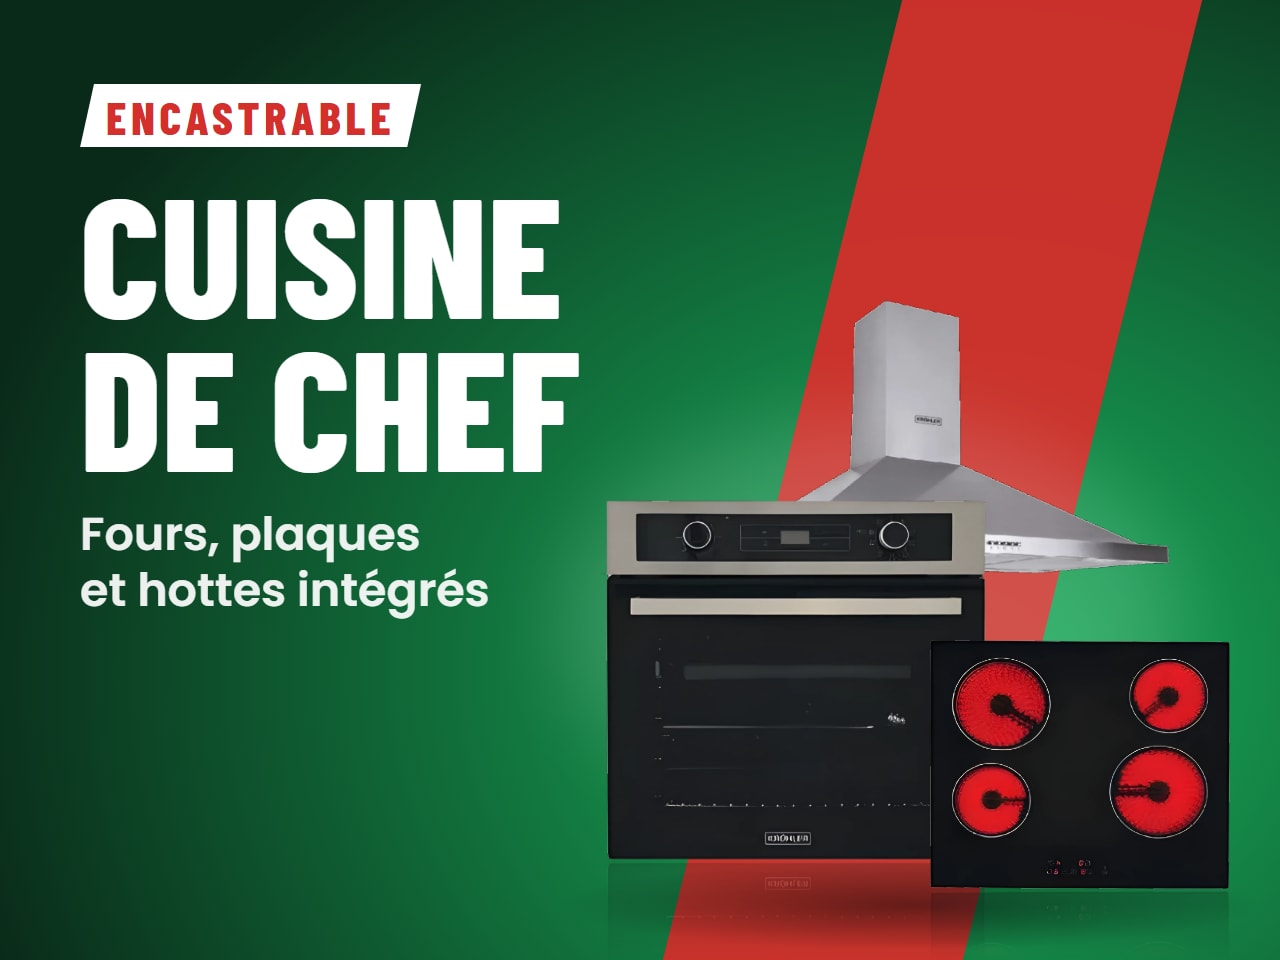 ENCASTRABLE
CUISINE
DE CHEF
Fours, plaques
et hottes intégrés